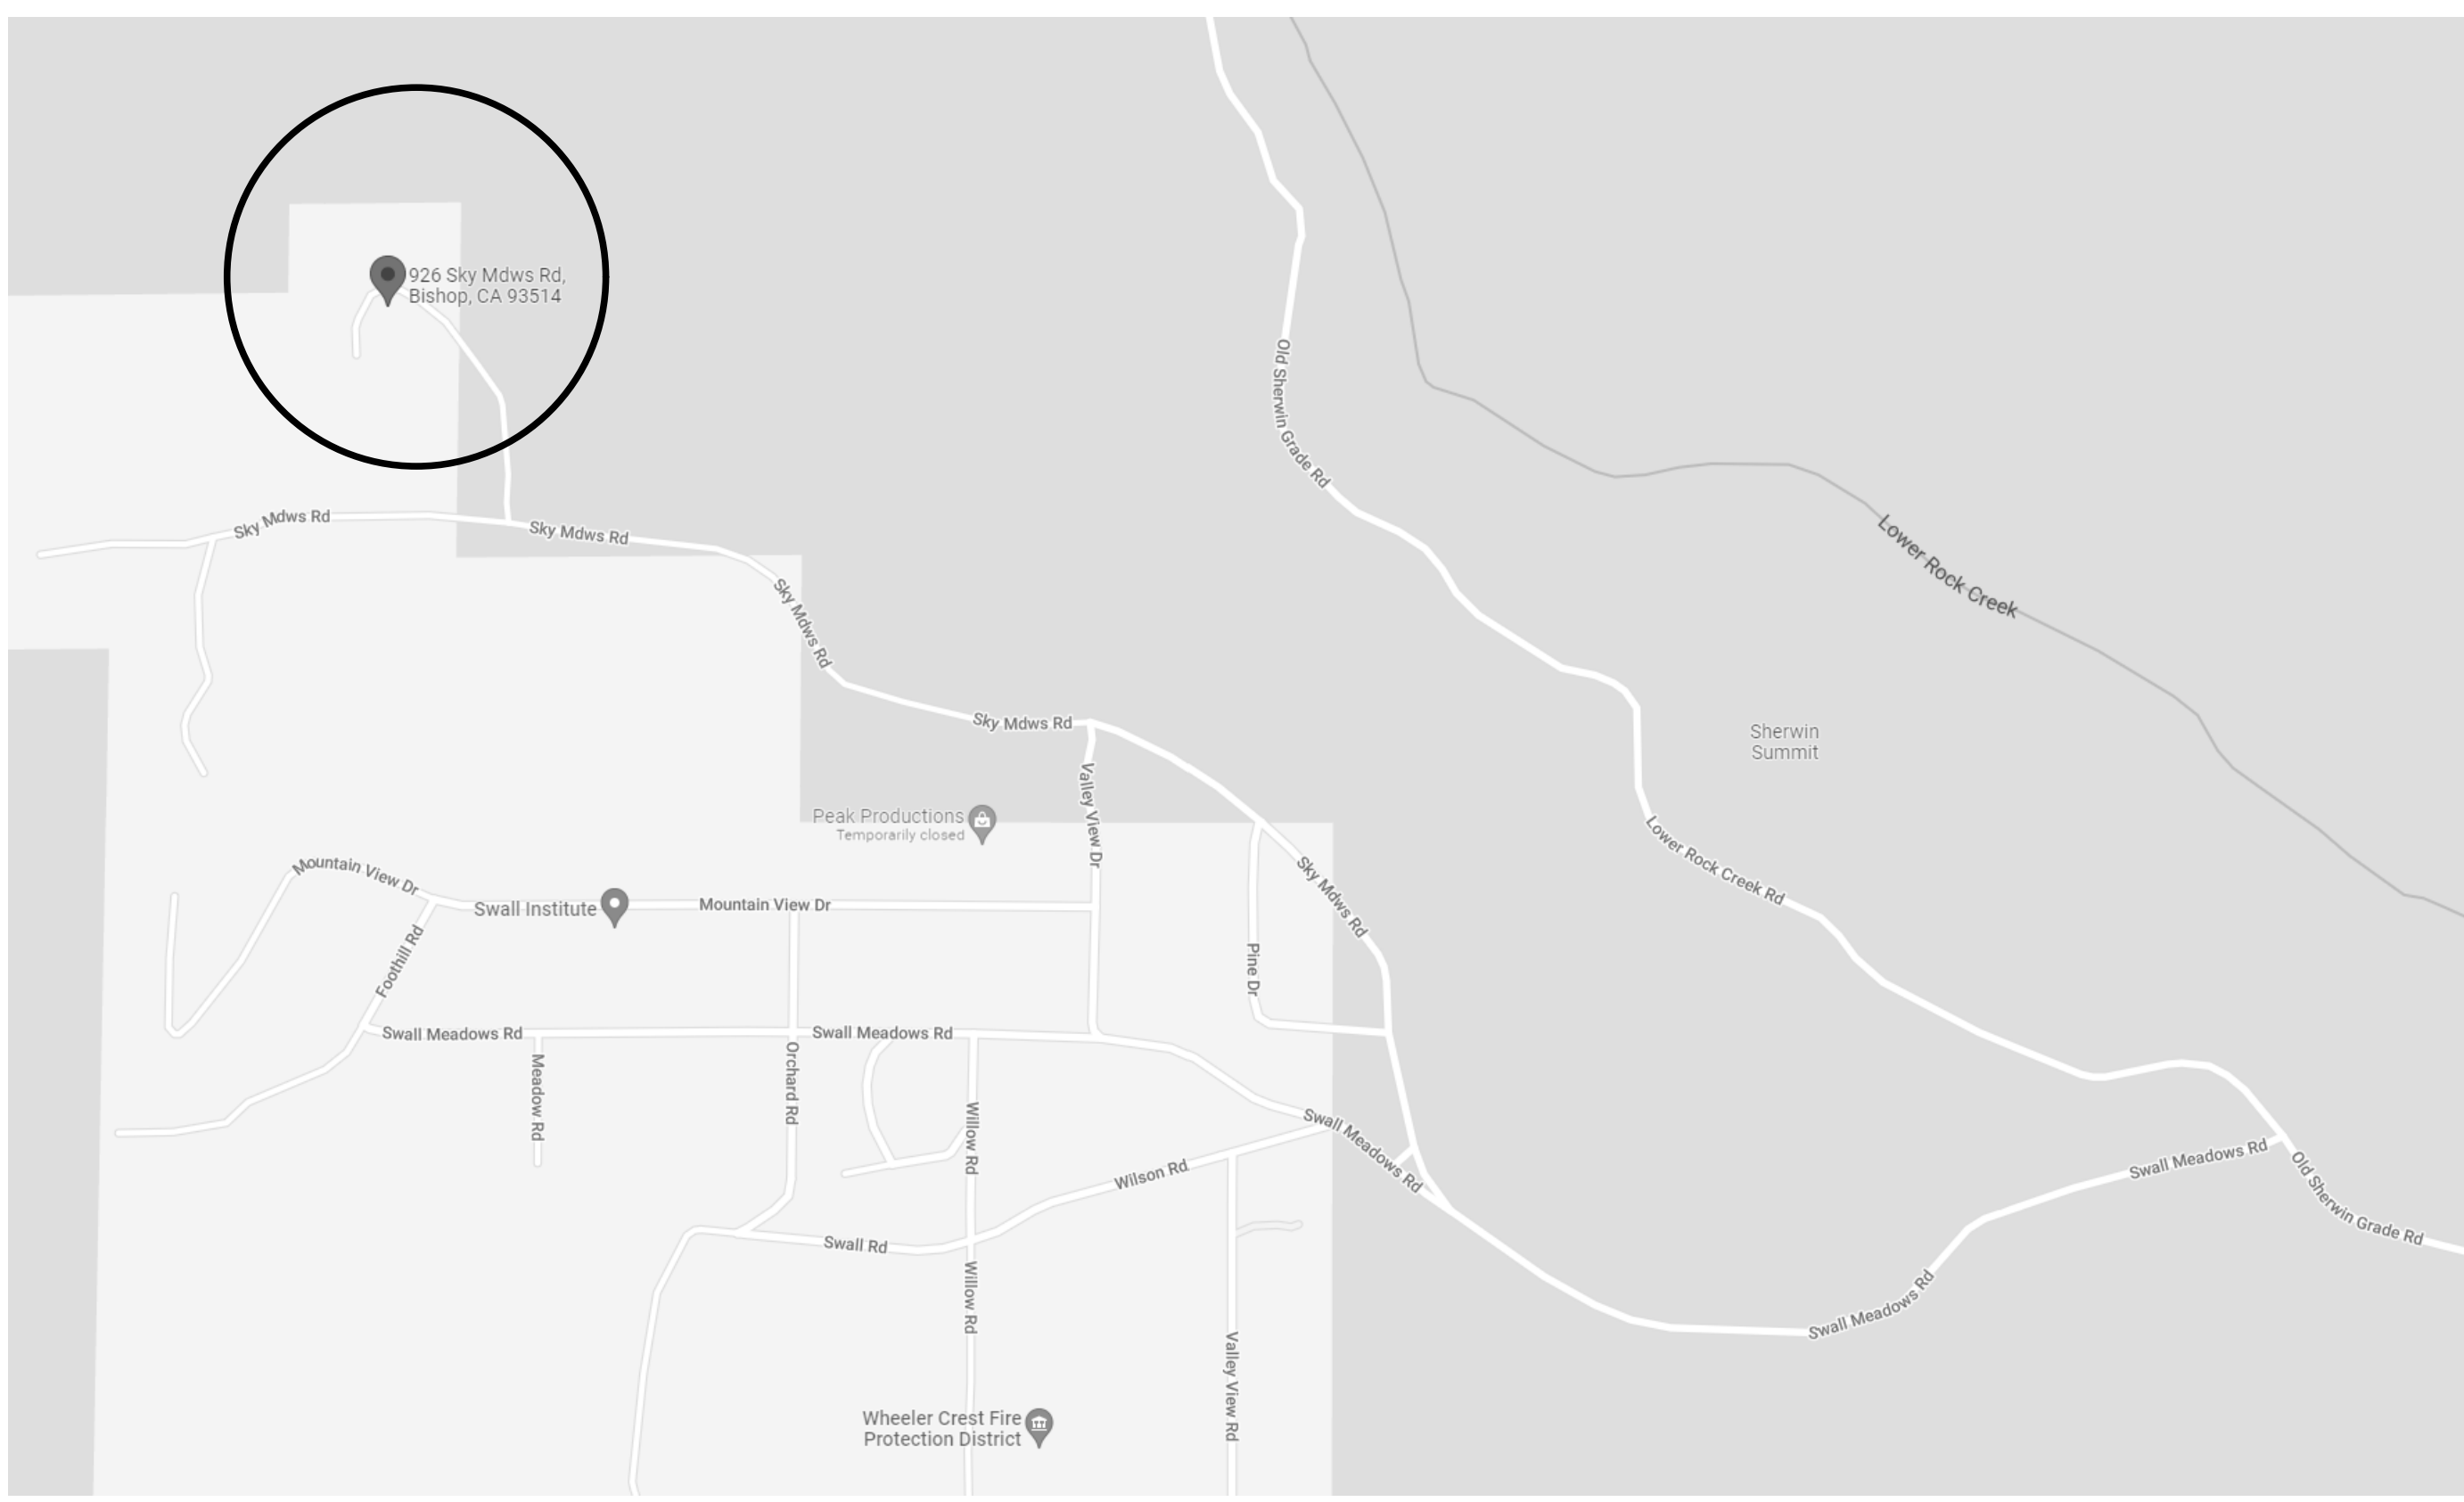 926 Sky Mdws Rd,
Bishop, CA 93514
Old Sherwin Grade Rd
Sky Mdws Rd
Sky Mdws Rd
Lower Rock Creek
Sky Mdws Rd
Sky Mdws Rd
Sherwin
Summit
Valley View Dr
Peak Productions
Temporarily closed
Lower Rock Creek Rd
Mountain View Dr
Sky Mdws Rd
Swall Institute
Mountain View Dr
Foothill Rd
Pine Dr
Swall Meadows Rd
Swall Meadows Rd
Meadow Rd
Orchard Rd
Willow Rd
Swall Meadows Rd
Wilson Rd
Swall Meadows Rd
Old Sherwin Grade Rd
Swall Rd
Willow Rd
Swall Meadows Rd
Valley View Rd
Wheeler Crest Fire
Protection District